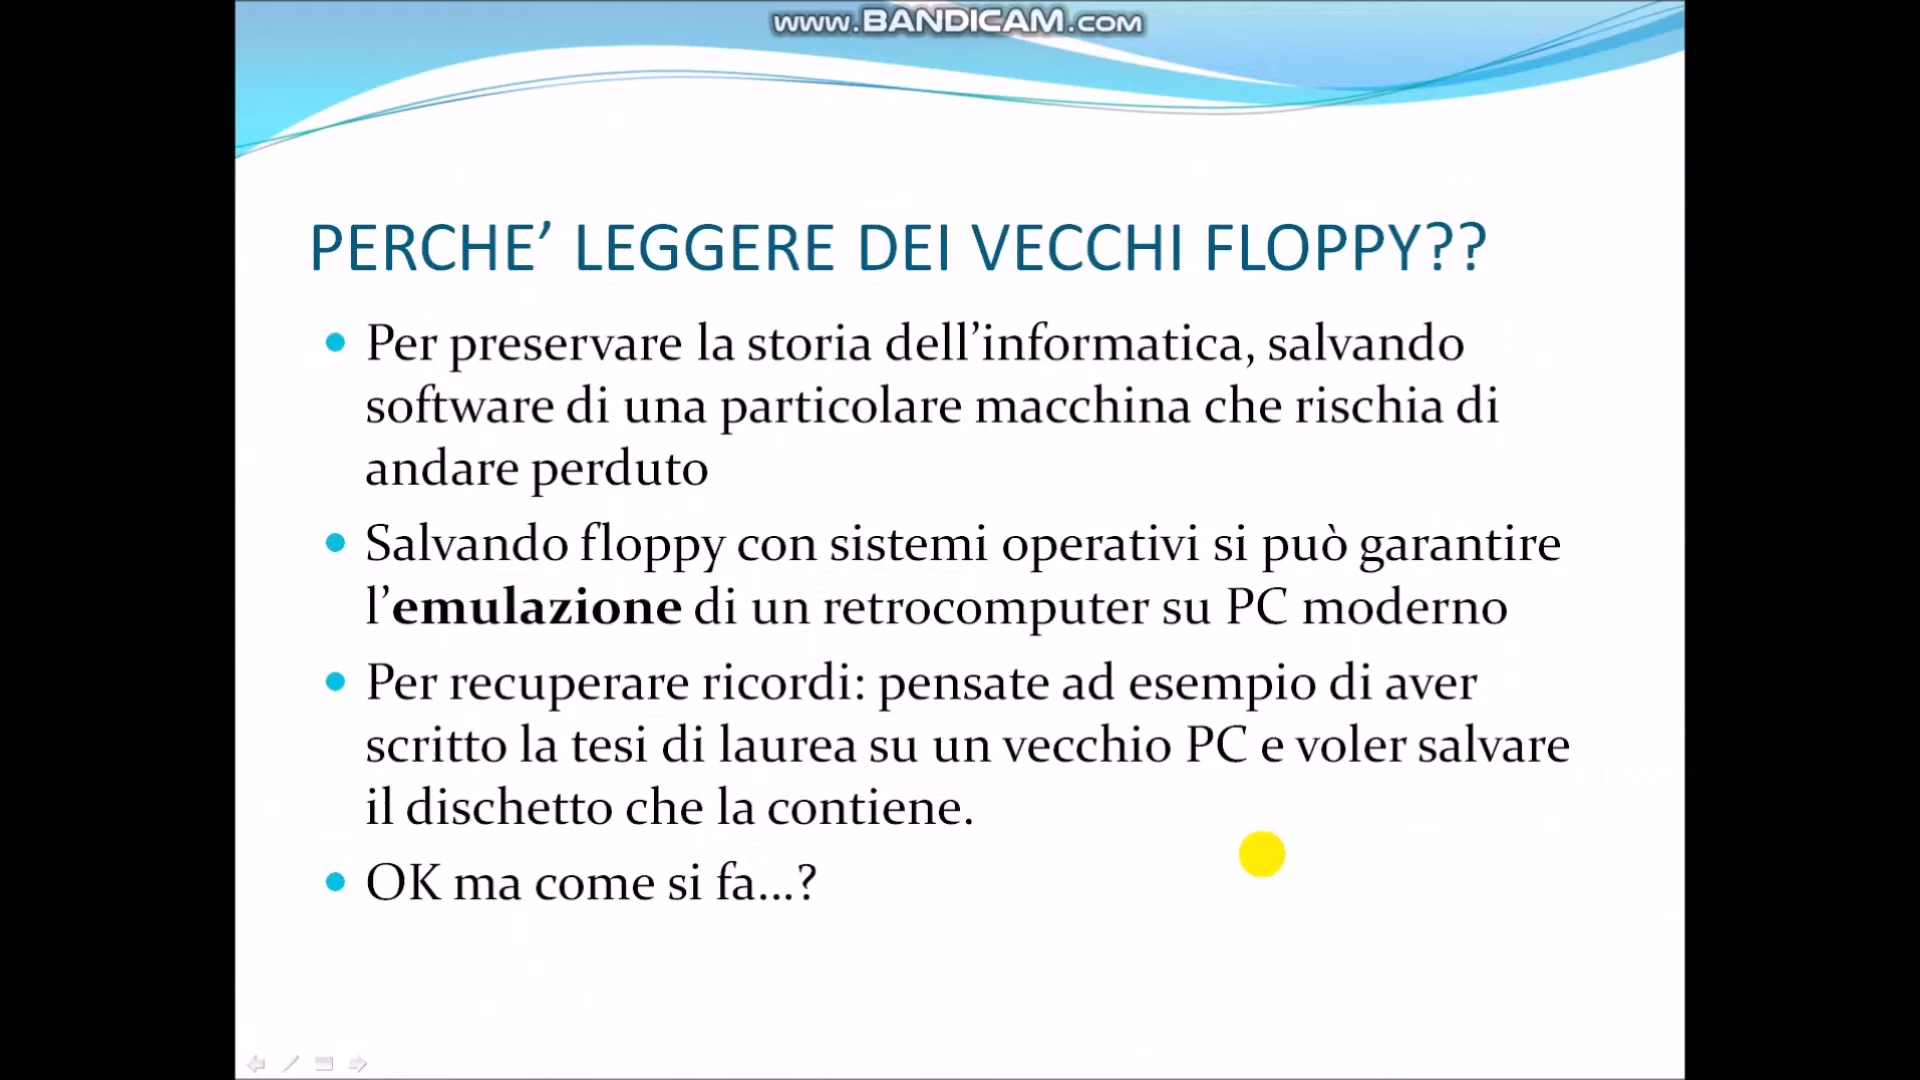 www.BANDICAM.com
PERCHE’ LEGGERE DEI VECCHI FLOPPY??
Per preservare la storia dell’informatica, salvando
software di una particolare macchina che rischia di
andare perduto
Salvando floppy con sistemi operativi si può garantire
l’emulazione di un retrocomputer su PC moderno
Per recuperare ricordi: pensate ad esempio di aver
scritto la tesi di laurea su un vecchio PC e voler salvare
il dischetto che la contiene.
OK ma come si fa...?